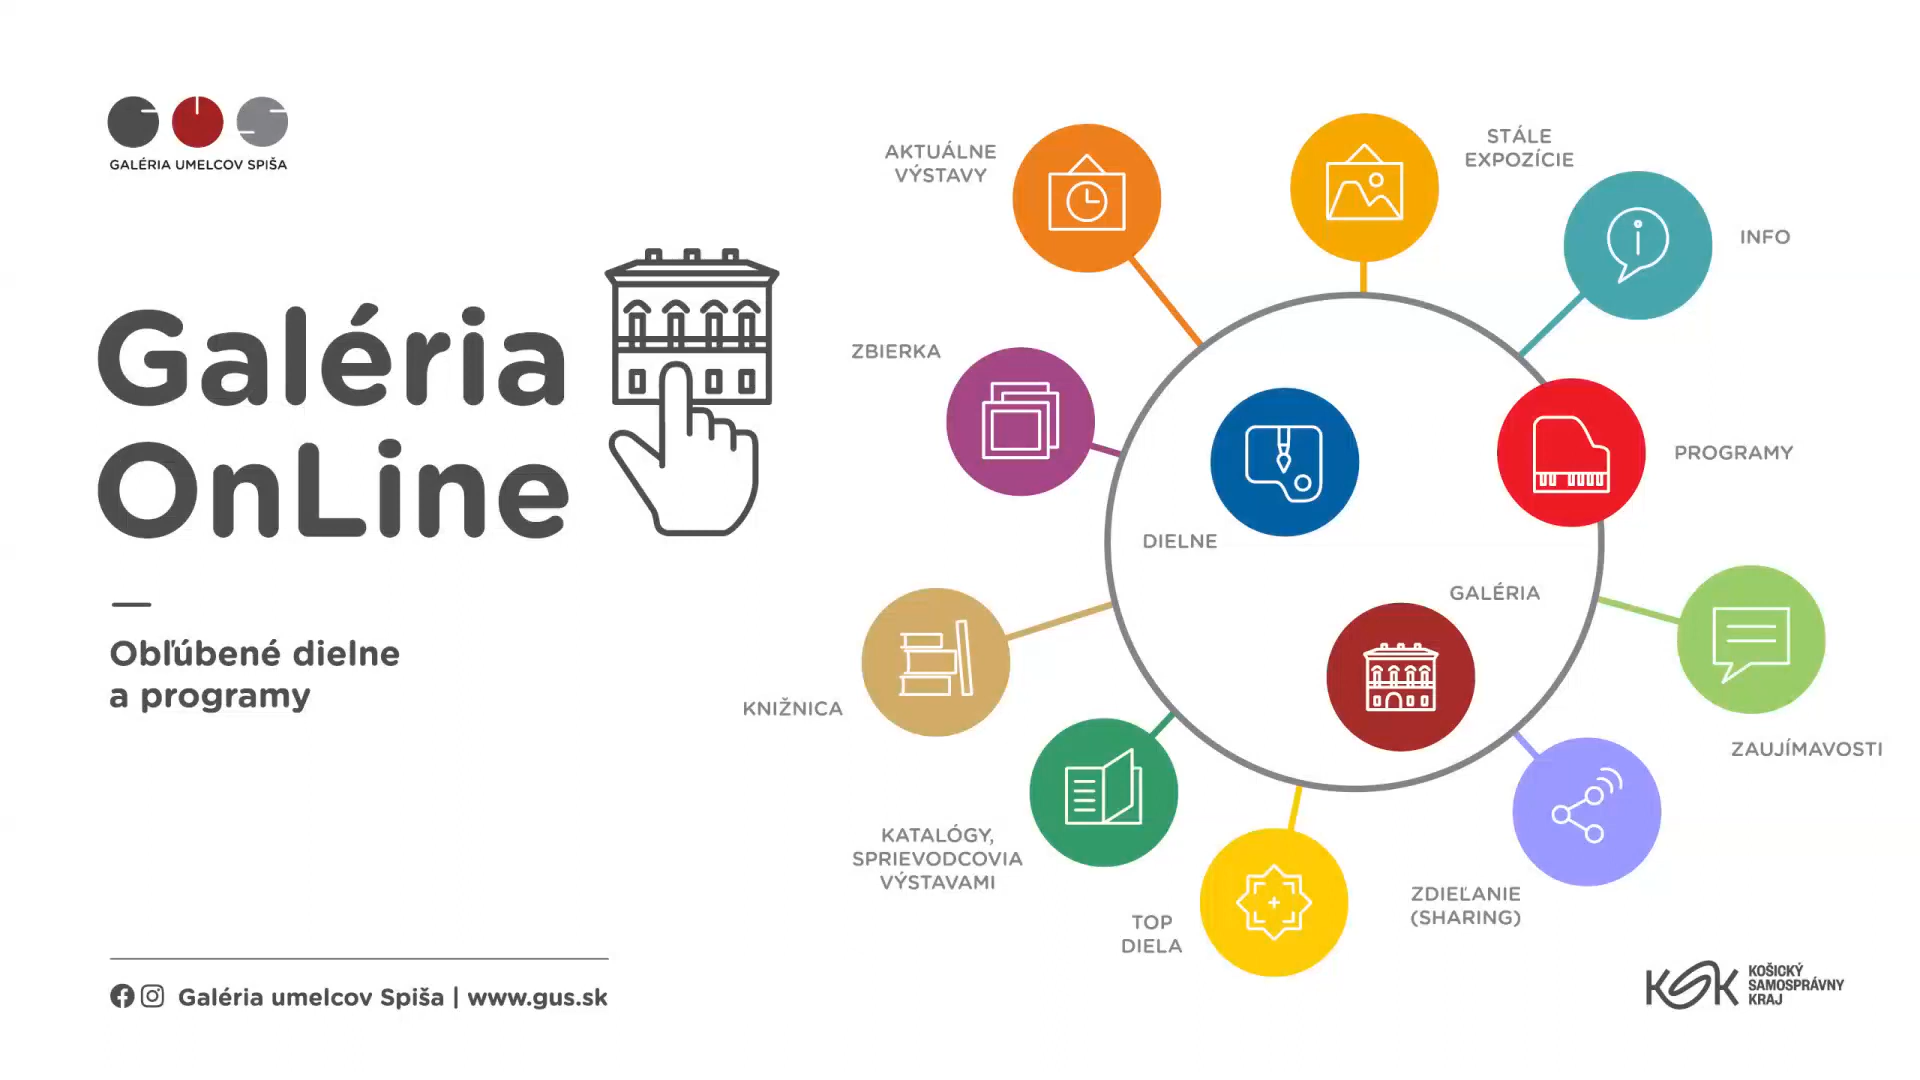 GALÉRIA UMELCOV SPIŠA
Galéria
OnLine
Obľúbené dielne
a programy
Galéria umelcov Spiša | www.gus.sk
AKTUÁLNE
VÝSTAVY
STÁLE
EXPOZÍCIE
INFO
ZBIERKA
PROGRAMY
DIELNE
GALÉRIA
KNIŽNICA
ZAUJÍMAVOSTI
KATALÓGY,
SPRIEVODCOVIA
VÝSTAVAMI
TOP
DIELA
ZDIEĽANIE
(SHARING)
KSK
KOŠICKÝ
SAMOSPRÁVNY
KRAJ